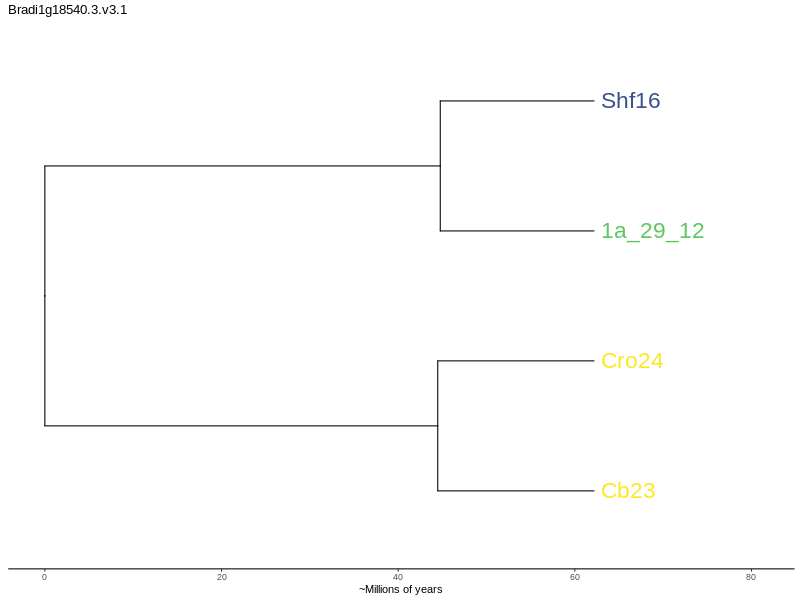 Bradi1g18540.3.v3.1
Shf16
1a_29_12
Cro24
Cb23
0 20 40 60 80
~Millions of years